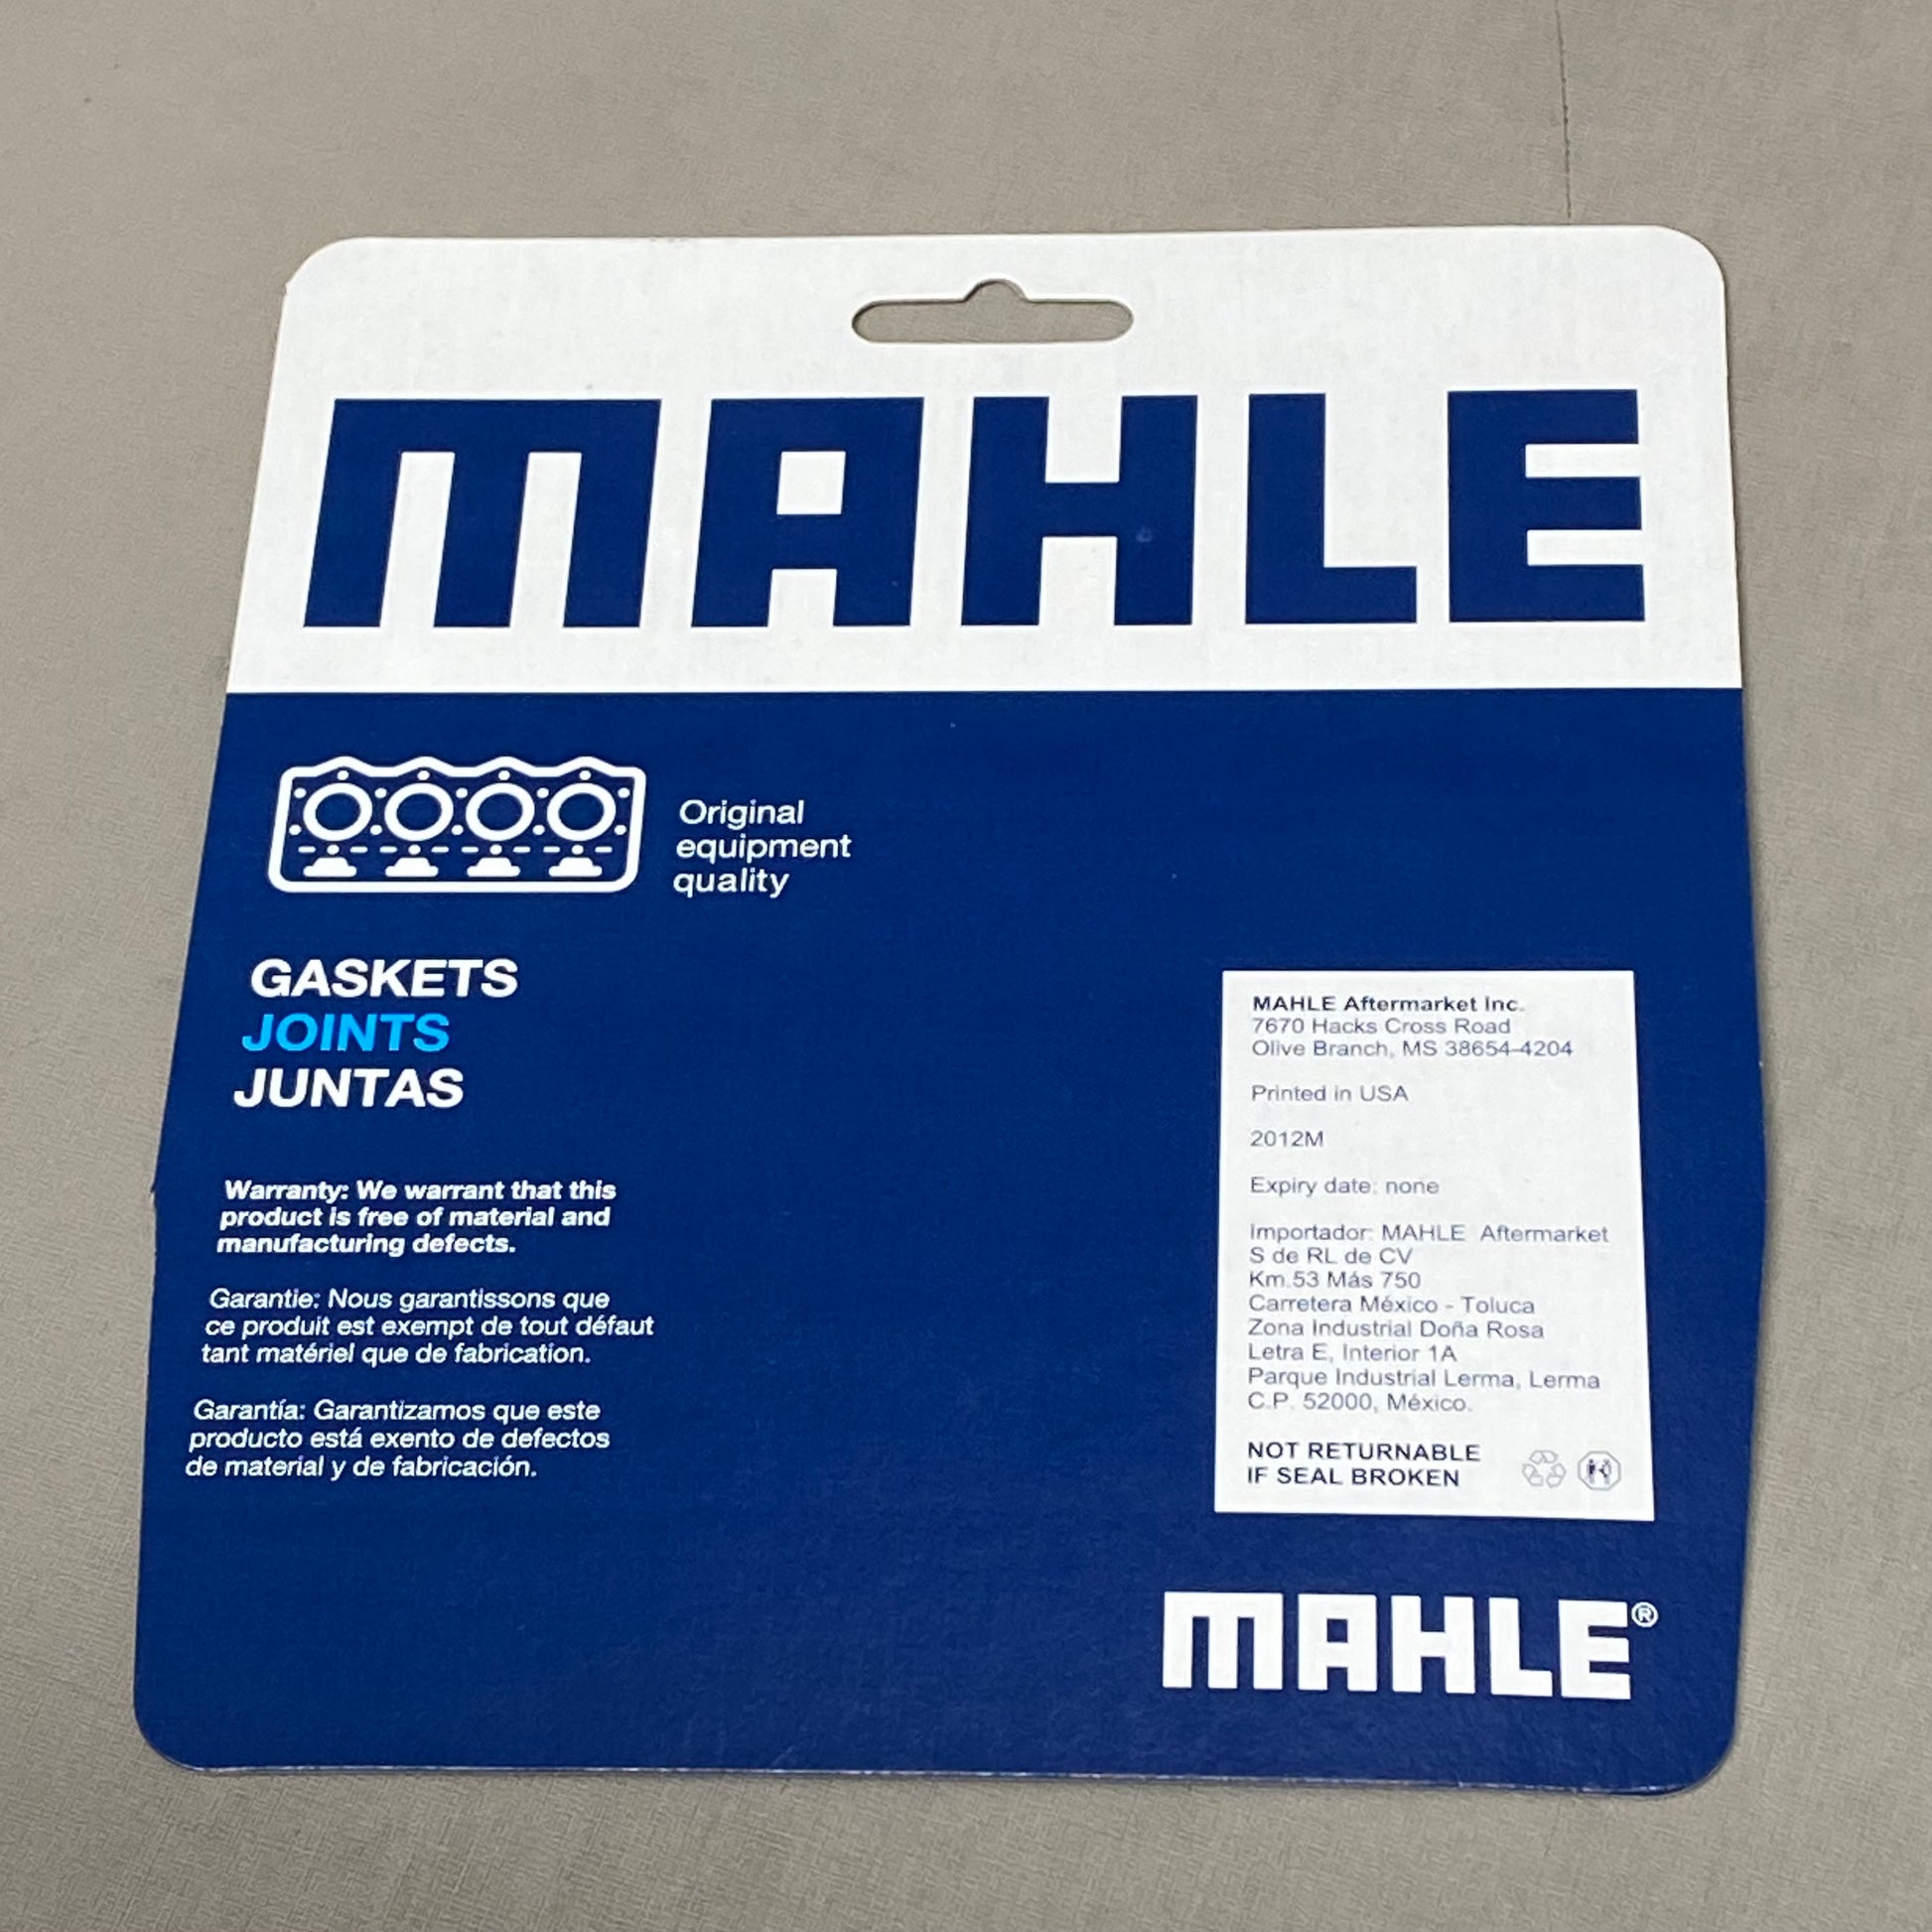 MAHLE
Original
equipment
quality
GASKETS
JOINTS
JUNTAS
Warranty: We warrant that this
product is free of material and
manufacturing defects.
Garantie: Nous garantissons que
ce produit est exempt de tout défaut
tant matériel que de fabrication.
Garantía: Garantizamos que este
producto está exento de defectos
de material y de fabricación.
MAHLE Aftermarket Inc.
7670 Hacks Cross Road
Olive Branch, MS 38654-4204
Printed in USA
2012M
Expiry date: none
Importador: MAHLE Aftermarket
S de RL de CV
Km.53 Más 750
Carretera México - Toluca
Zona Industrial Doña Rosa
Letra E, Interior 1A
Parque Industrial Lerma, Lerma
C.P. 52000, México.
NOT RETURNABLE
IF SEAL BROKEN
MAHLE®